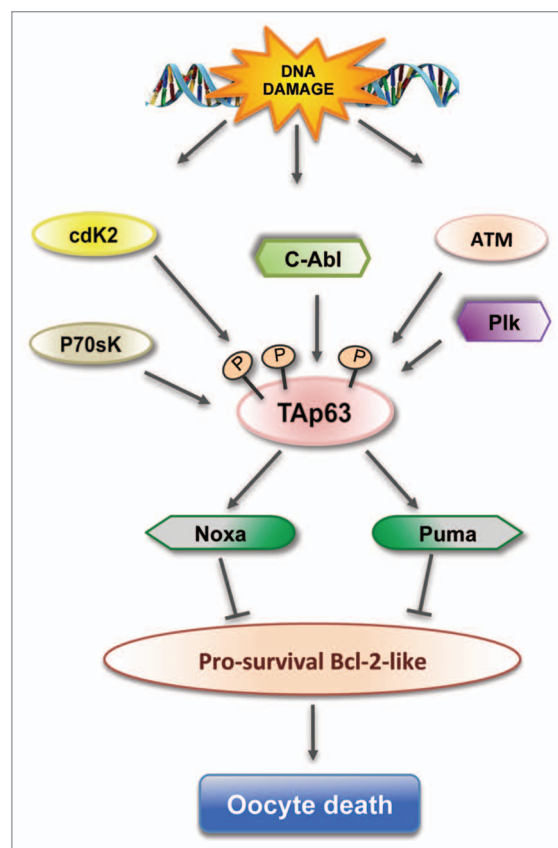 DNA
DAMAGE
cdK2
C-Abl
ATM
P70sK
Plk
P
P
P
TAp63
Noxa
Puma
Pro-survival Bcl-2-like
Oocyte death